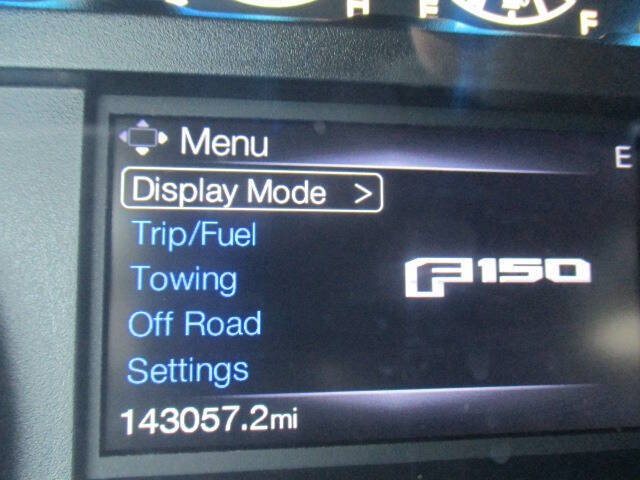 H E F
Menu
E
Display Mode >
Trip/Fuel
Towing
F150
Off Road
Settings
143057.2mi